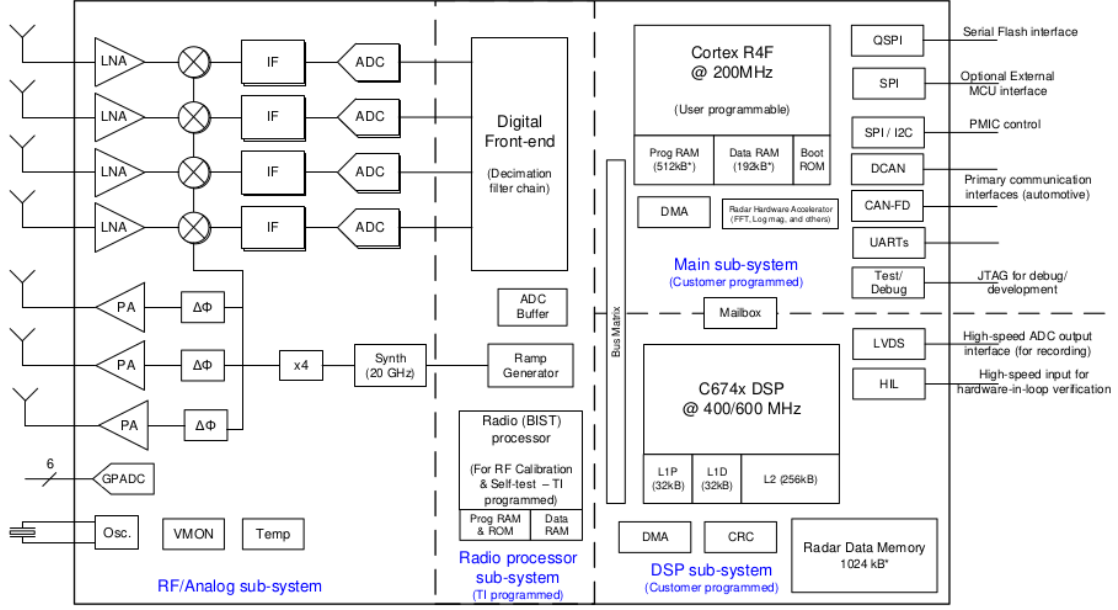 LNA
IF
ADC
LNA
IF
ADC
LNA
IF
ADC
LNA
IF
ADC
PA
ΔΦ
PA
ΔΦ
x4
Synth
(20 GHz)
PA
ΔΦ
6
GPADC
Osc.
VMON
Temp
RF/Analog sub-system
Digital
Front-end
(Decimation
filter chain)
ADC
Buffer
Ramp
Generator
Radio (BIST)
processor
(For RF Calibration
& Self-test – TI
programmed)
Prog RAM
& ROM
Data
RAM
Radio processor
sub-system
(TI programmed)
Bus Matrix
Cortex R4F
@ 200MHz
(User programmable)
Prog RAM
(512kB*)
Data RAM
(192kB*)
Boot
ROM
DMA
Radar Hardware Accelerator
(FFT, Log mag, and others)
Main sub-system
(Customer programmed)
Mailbox
C674x DSP
@ 400/600 MHz
L1P
(32kB)
L1D
(32kB)
L2 (256kB)
DMA
CRC
DSP sub-system
(Customer programmed)
Radar Data Memory
1024 kB*
QSPI
Serial Flash interface
SPI
Optional External
MCU interface
SPI / I2C
PMIC control
DCAN
Primary communication
interfaces (automotive)
CAN-FD
UARTs
Test/
Debug
JTAG for debug/
development
LVDS
High-speed ADC output
interface (for recording)
HIL
High-speed input for
hardware-in-loop verification